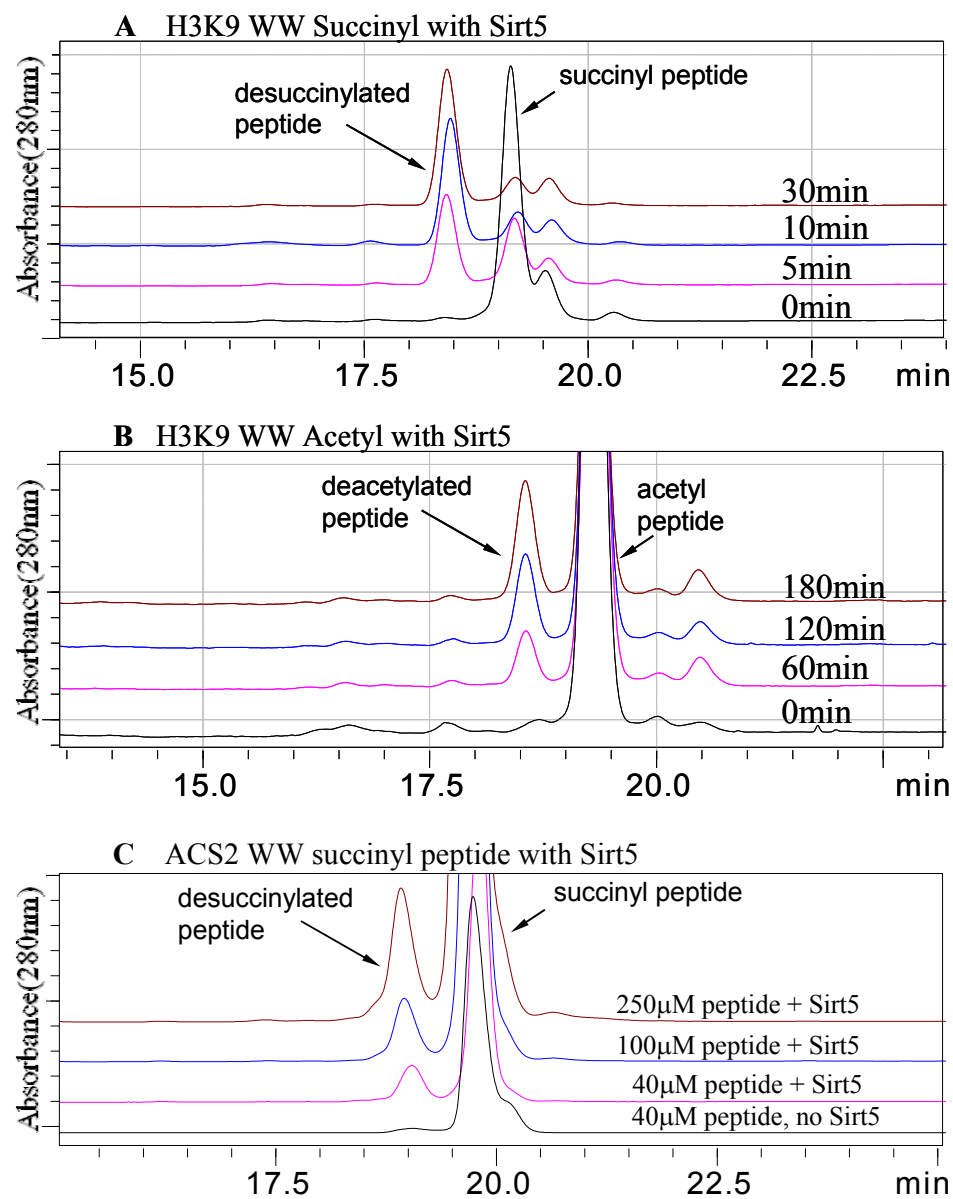 A H3K9 WW Succinyl with Sirt5
Absorbance(280nm)
desuccinylated
peptide
succinyl peptide
30min
10min
5min
0min
15.0 17.5 20.0 22.5 min
B H3K9 WW Acetyl with Sirt5
Absorbance(280nm)
deacetylated
peptide
acetyl
peptide
180min
120min
60min
0min
15.0 17.5 20.0 min
C ACS2 WW succinyl peptide with Sirt5
Absorbance(280nm)
desuccinylated
peptide
succinyl peptide
250μM peptide + Sirt5
100μM peptide + Sirt5
40μM peptide + Sirt5
40μM peptide, no Sirt5
17.5 20.0 22.5 min